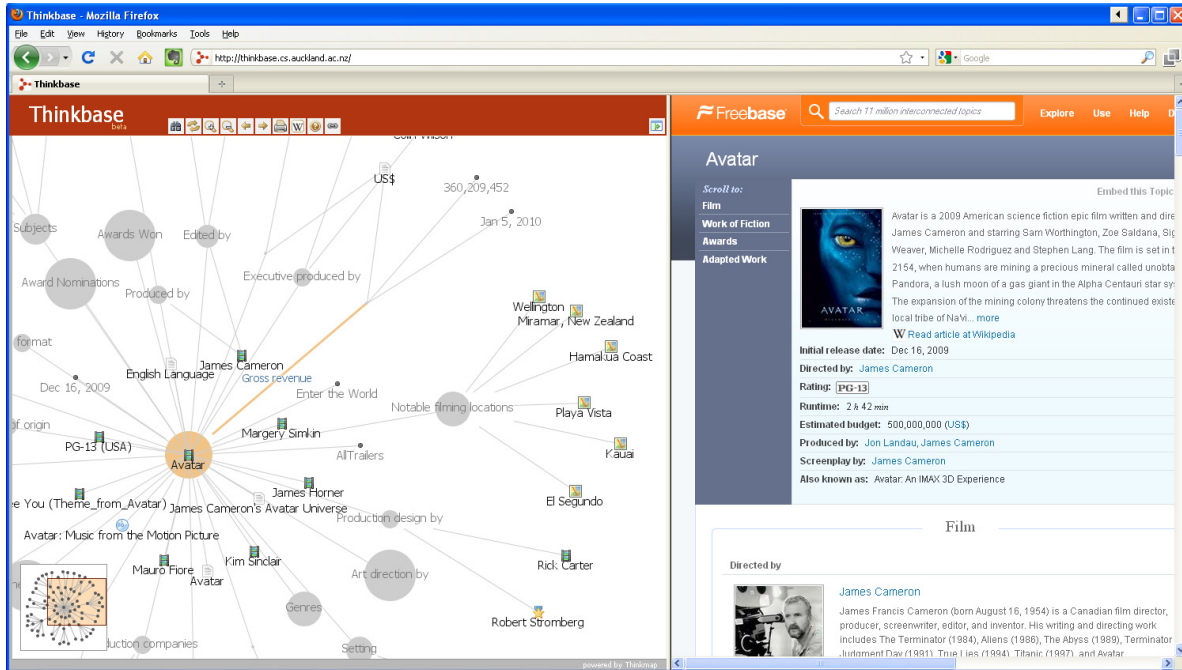 Thinkbase - Mozilla Firefox
File Edit View History Bookmarks Tools Help
http://thinkbase.cs.auckland.ac.nz/
Google
Thinkbase
Thinkbase
beta
W
Colin Wilson
US$
360,209,452
Jan 5, 2010
Subjects
Awards Won
Edited by
Executive produced by
Award Nominations
Produced by
Wellington
Miramar, New Zealand
format
James Cameron
Hamakua Coast
English Language
Gross revenue
Dec 16, 2009
Enter the World
Notable filming locations
Playa Vista
of origin
PG-13 (USA)
Margery Simkin
AllTrailers
Kauai
Avatar
James Horner
El Segundo
e You (Theme_from_Avatar)
James Cameron's Avatar Universe
Production design by
Avatar: Music from the Motion Picture
Kim Sinclair
Rick Carter
Mauro Fiore
Avatar
Art direction by
Genres
Robert Stromberg
duction companies
Setting
powered by Thinkmap
Freebase
Search 11 million interconnected topics
Explore Use Help D
Avatar
Scroll to:
Film
Work of Fiction
Awards
Adapted Work
Embed this Topic
AVATAR
Avatar is a 2009 American science fiction epic film written and dire
James Cameron and starring Sam Worthington, Zoe Saldana, Sig
Weaver, Michelle Rodriguez and Stephen Lang. The film is set in t
2154, when humans are mining a precious mineral called unobta
Pandora, a lush moon of a gas giant in the Alpha Centauri star sy
The expansion of the mining colony threatens the continued existe
local tribe of Na'vi... more
W Read article at Wikipedia
Initial release date: Dec 16, 2009
Directed by: James Cameron
Rating: PG-13
Runtime: 2 h 42 min
Estimated budget: 500,000,000 (US$)
Produced by: Jon Landau, James Cameron
Screenplay by: James Cameron
Also known as: Avatar: An IMAX 3D Experience
Film
Directed by
James Cameron
James Francis Cameron (born August 16, 1954) is a Canadian film director,
producer, screenwriter, editor, and inventor. His writing and directing work
includes The Terminator (1984), Aliens (1986), The Abyss (1989), Terminator
Judgment Day (1991), True Lies (1994), Titanic (1997), and Avatar